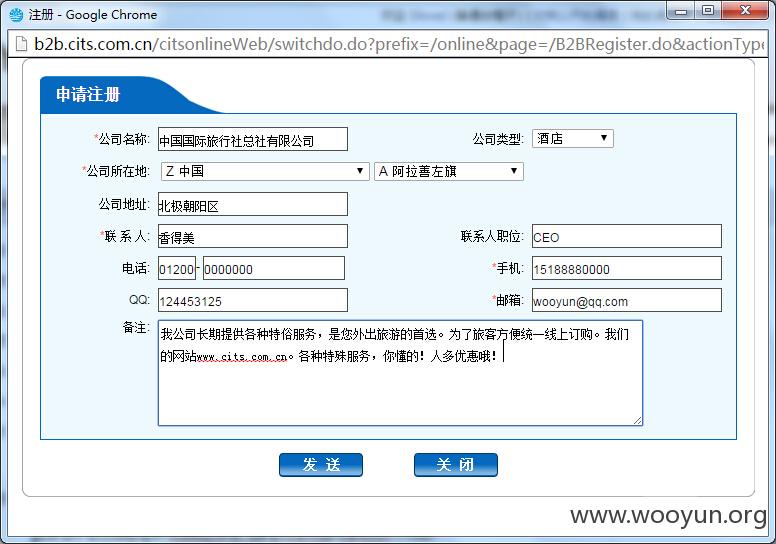 注册 - Google Chrome
b2b.cits.com.cn/citsonlineWeb/switchdo.do?prefix=/online&page=/B2BRegister.do&actionType
申请注册
*公司名称: 中国国际旅行社总社有限公司 公司类型: 酒店
*公司所在地: Z 中国 A 阿拉善左旗
公司地址: 北极朝阳区
*联 系 人: 香得美 联系人职位: CEO
电话: 01200 - 0000000 *手机: 15188880000
QQ: 124453125 *邮箱: wooyun@qq.com
备注: 我公司长期提供各种特俗服务，是您外出旅游的首选。为了旅客方便统一线上订购。我们
的网站www.cits.com.cn。各种特殊服务，你懂的！人多优惠哦！
发 送 关 闭
www.wooyun.org